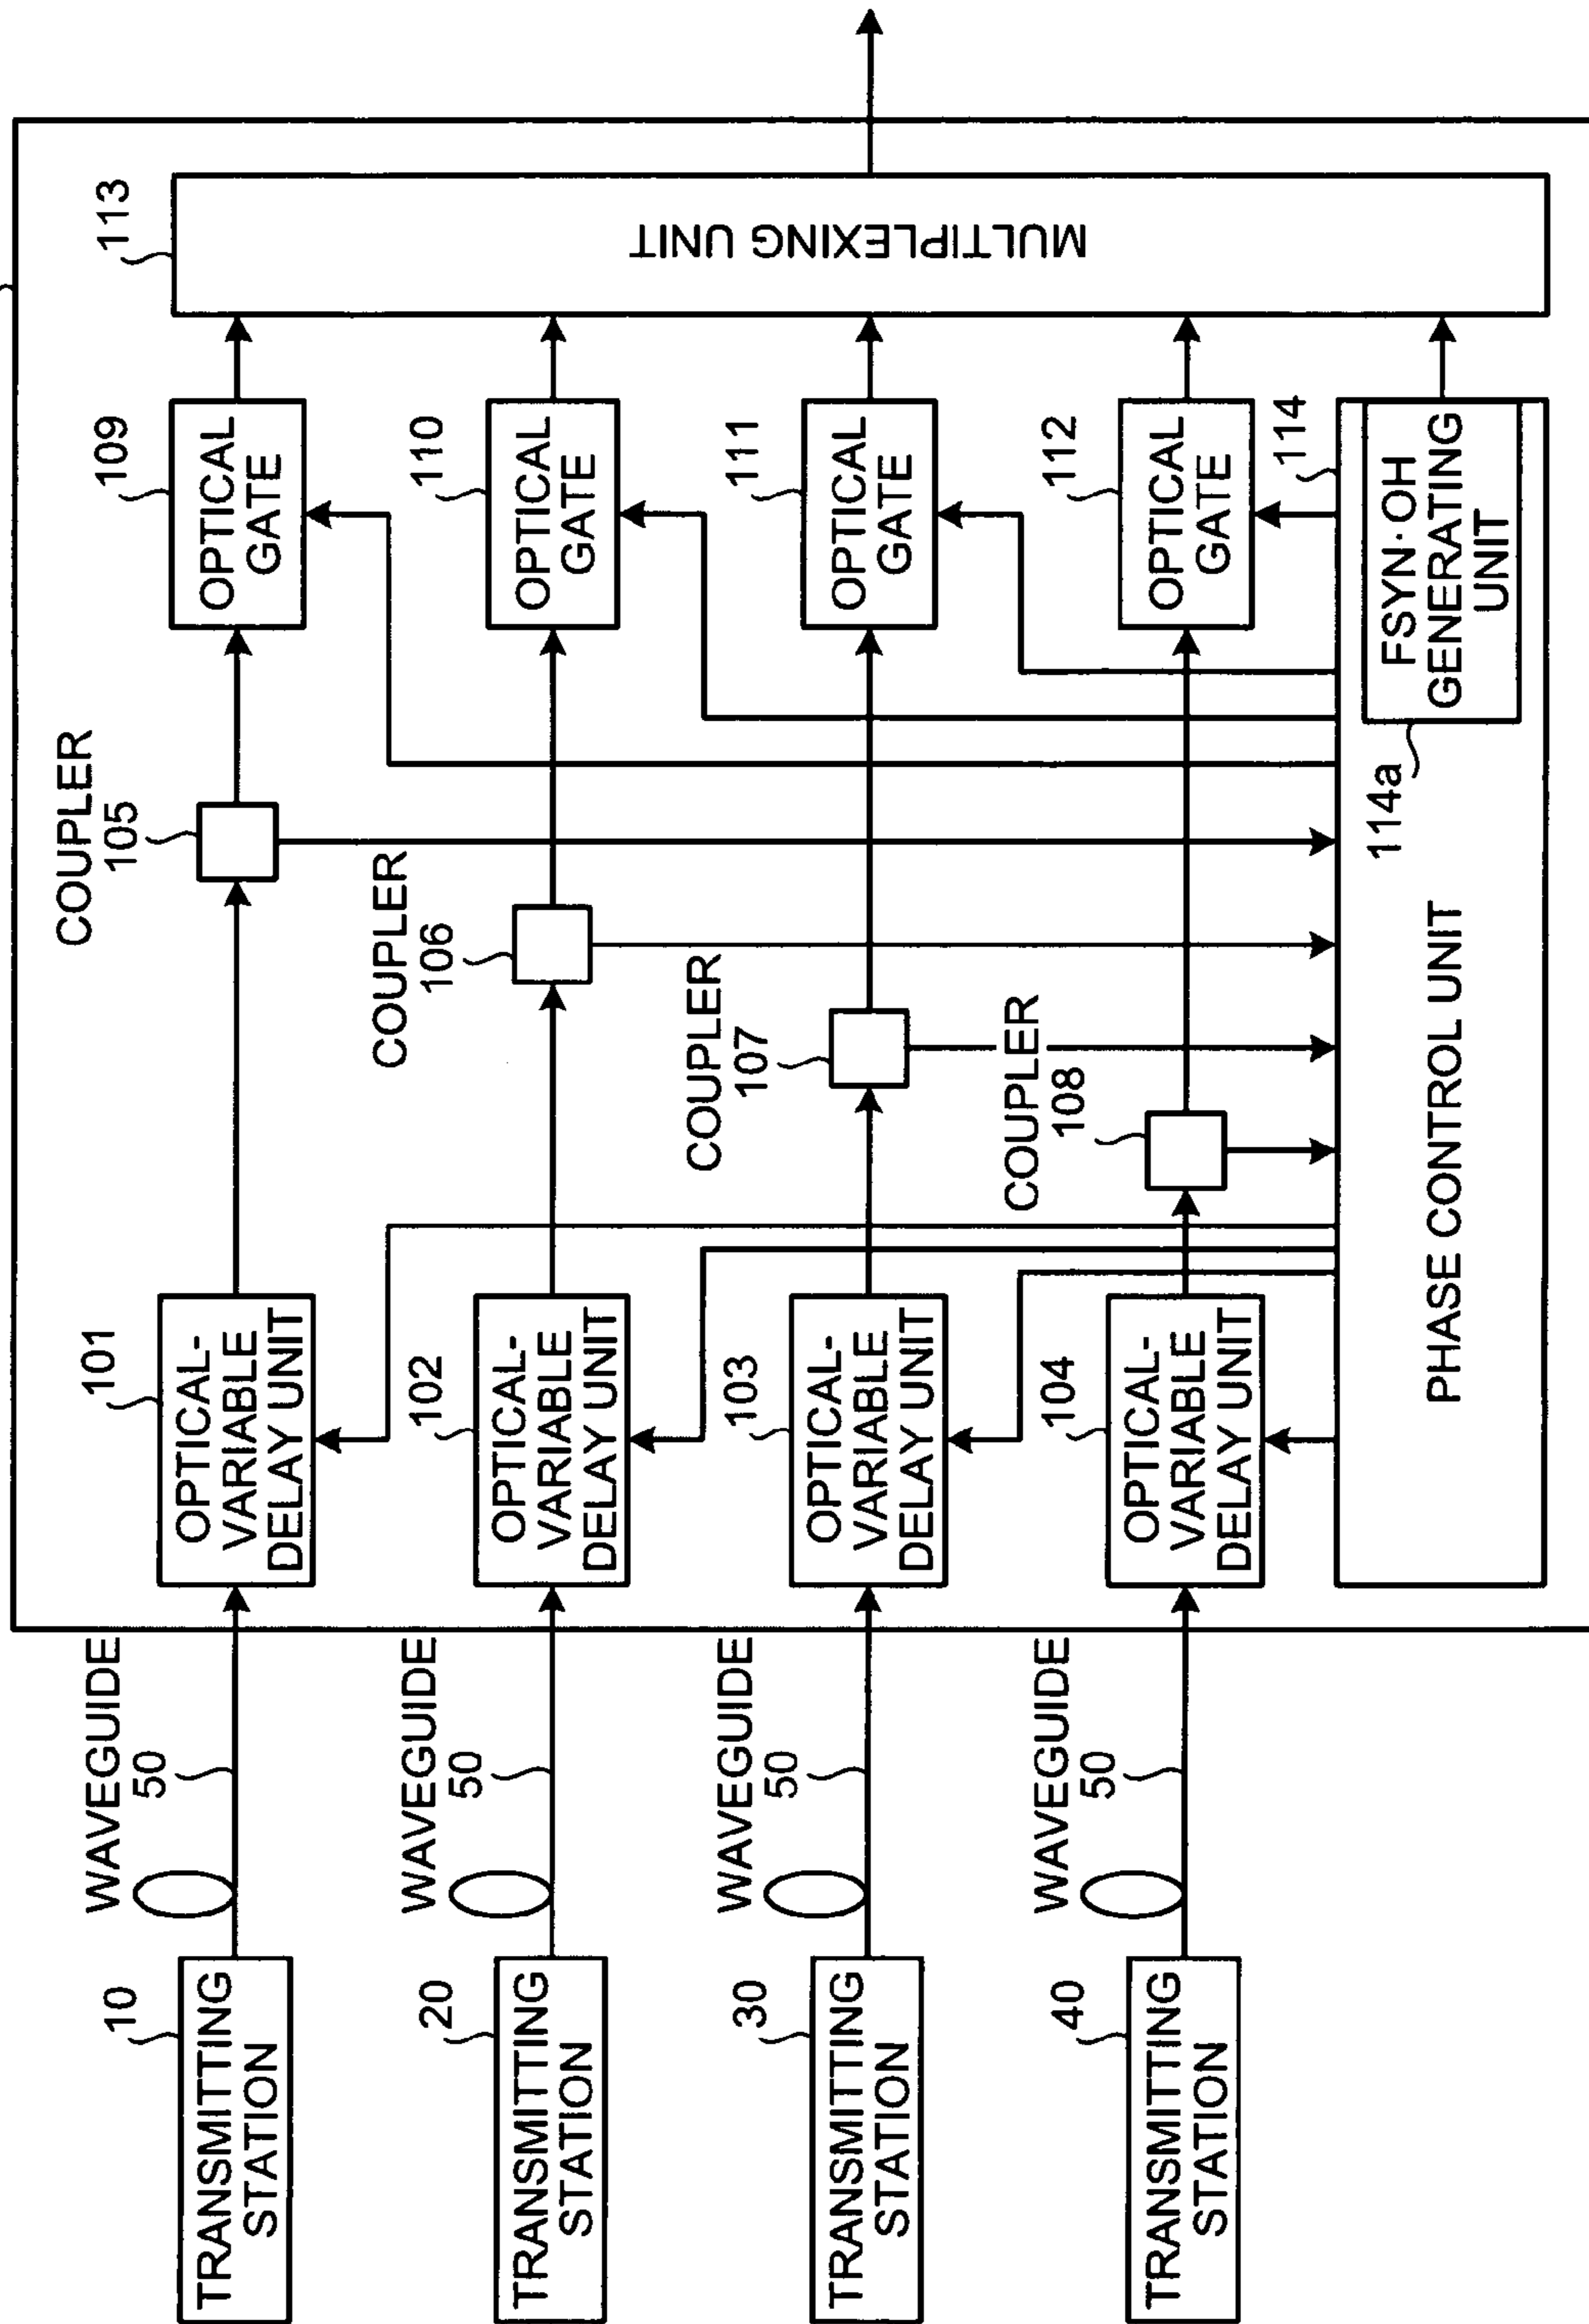 10
TRANSMITTING
STATION
WAVEGUIDE
50
101
OPTICAL-
VARIABLE
DELAY UNIT
COUPLER
105
109
OPTICAL
GATE
113
MULTIPLEXING UNIT
20
TRANSMITTING
STATION
WAVEGUIDE
50
102
OPTICAL-
VARIABLE
DELAY UNIT
COUPLER
106
110
OPTICAL
GATE
30
TRANSMITTING
STATION
WAVEGUIDE
50
103
OPTICAL-
VARIABLE
DELAY UNIT
COUPLER
107
111
OPTICAL
GATE
40
TRANSMITTING
STATION
WAVEGUIDE
50
104
OPTICAL-
VARIABLE
DELAY UNIT
COUPLER
108
112
OPTICAL
GATE
114
PHASE CONTROL UNIT
114a
FSYN·OH
GENERATING
UNIT